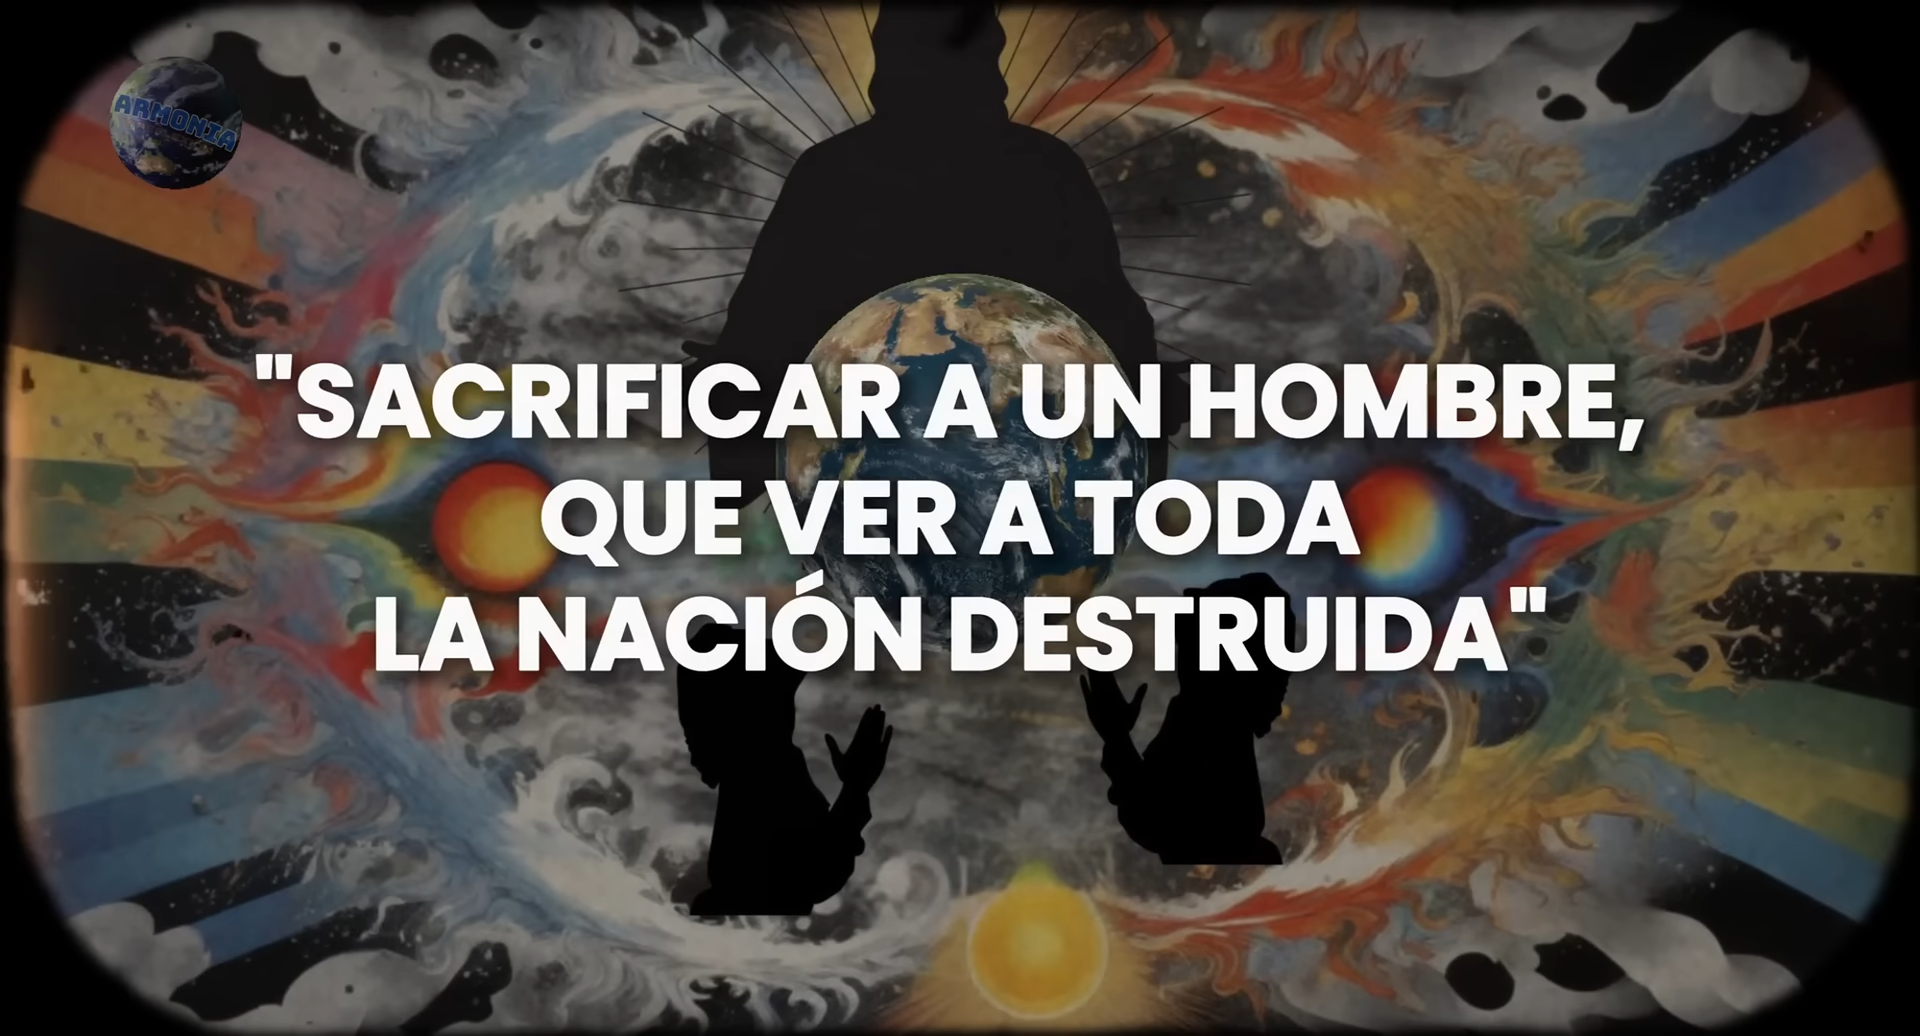 ARMONIA
"SACRIFICAR A UN HOMBRE,
QUE VER A TODA
LA NACIÓN DESTRUIDA"